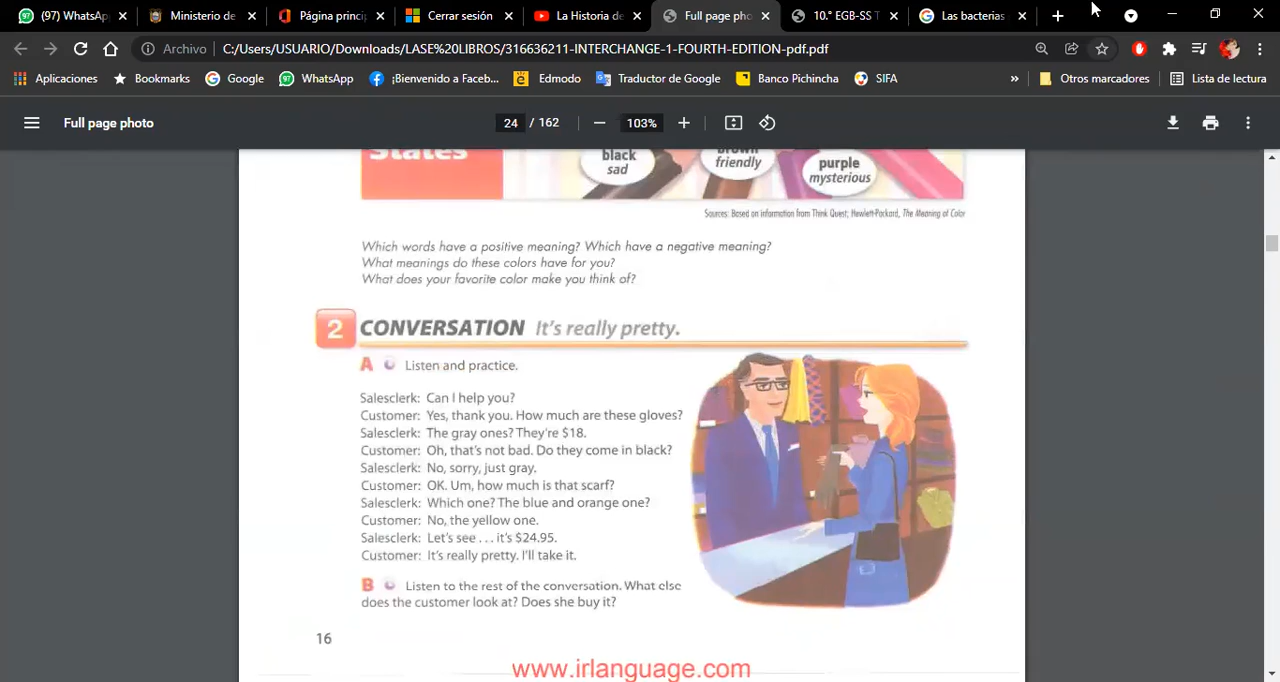 (97) WhatsApp
Ministerio de
Página princi
Cerrar sesión
La Historia de
Full page pho
10.° EGB-SS T
Las bacterias
Archivo
C:/Users/USUARIO/Downloads/LASE%20LIBROS/316656211-INTERCHANGE-1-FOURTH-EDITION-pdf.pdf
Aplicaciones
Bookmarks
Google
WhatsApp
¡Bienvenido a Faceb...
Edmodo
Traductor de Google
Banco Pichincha
SIFA
»
Otros marcadores
Lista de lectura
Full page photo
24 / 162
103%
States
black
sad
brown
friendly
purple
mysterious
Sources: Based on information from Think Quest; Hewlett-Packard, The Meaning of Color
Which words have a positive meaning? Which have a negative meaning?
What meanings do these colors have for you?
What does your favorite color make you think of?
2 CONVERSATION It's really pretty.
A Listen and practice.
Salesclerk: Can I help you?
Customer: Yes, thank you. How much are these gloves?
Salesclerk: The gray ones? They're $18.
Customer: Oh, that's not bad. Do they come in black?
Salesclerk: No, sorry, just gray.
Customer: OK. Um, how much is that scarf?
Salesclerk: Which one? The blue and orange one?
Customer: No, the yellow one.
Salesclerk: Let's see . . . it's $24.95.
Customer: It's really pretty. I'll take it.
B Listen to the rest of the conversation. What else
does the customer look at? Does she buy it?
16
www.irlanguage.com